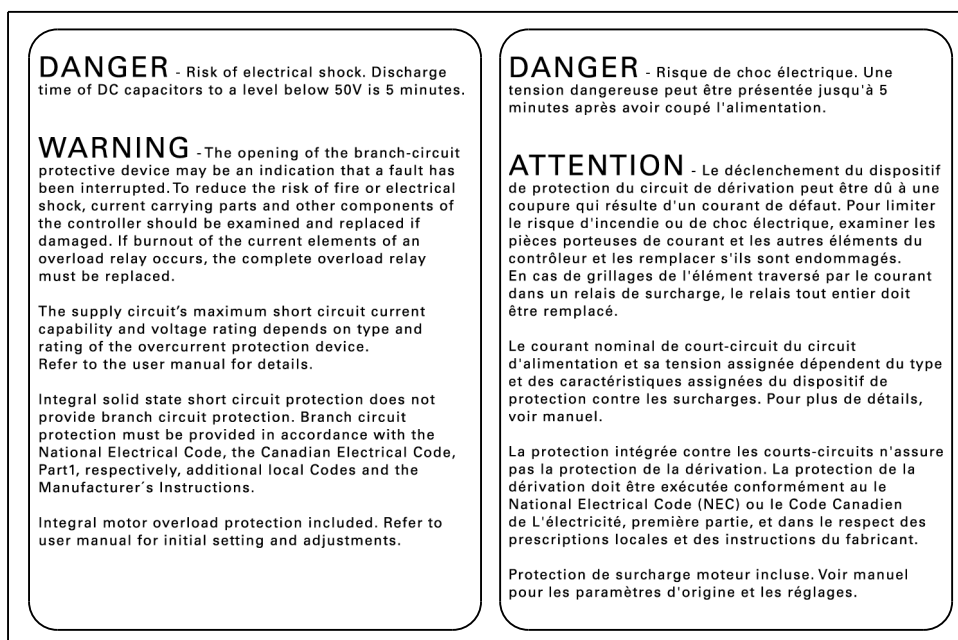 DANGER - Risk of electrical shock. Discharge
time of DC capacitors to a level below 50V is 5 minutes.
WARNING - The opening of the branch-circuit
protective device may be an indication that a fault has
been interrupted. To reduce the risk of fire or electrical
shock, current carrying parts and other components of
the controller should be examined and replaced if
damaged. If burnout of the current elements of an
overload relay occurs, the complete overload relay
must be replaced.
The supply circuit's maximum short circuit current
capability and voltage rating depends on type and
rating of the overcurrent protection device.
Refer to the user manual for details.
Integral solid state short circuit protection does not
provide branch circuit protection. Branch circuit
protection must be provided in accordance with the
National Electrical Code, the Canadian Electrical Code,
Part1, respectively, additional local Codes and the
Manufacturer´s Instructions.
Integral motor overload protection included. Refer to
user manual for initial setting and adjustments.
DANGER - Risque de choc électrique. Une
tension dangereuse peut être présentée jusqu'à 5
minutes après avoir coupé l'alimentation.
ATTENTION - Le déclenchement du dispositif
de protection du circuit de dérivation peut être dû à une
coupure qui résulte d'un courant de défaut. Pour limiter
le risque d'incendie ou de choc électrique, examiner les
pièces porteuses de courant et les autres éléments du
contrôleur et les remplacer s'ils sont endommagés.
En cas de grillages de l'élément traversé par le courant
dans un relais de surcharge, le relais tout entier doit
être remplacé.
Le courant nominal de court-circuit du circuit
d'alimentation et sa tension assignée dépendent du type
et des caractéristiques assignées du dispositif de
protection contre les surcharges. Pour plus de détails,
voir manuel.
La protection intégrée contre les courts-circuits n'assure
pas la protection de la dérivation. La protection de la
dérivation doit être exécutée conformément au le
National Electrical Code (NEC) ou le Code Canadien
de L'électricité, première partie, et dans le respect des
prescriptions locales et des instructions du fabricant.
Protection de surcharge moteur incluse. Voir manuel
pour les paramètres d'origine et les réglages.